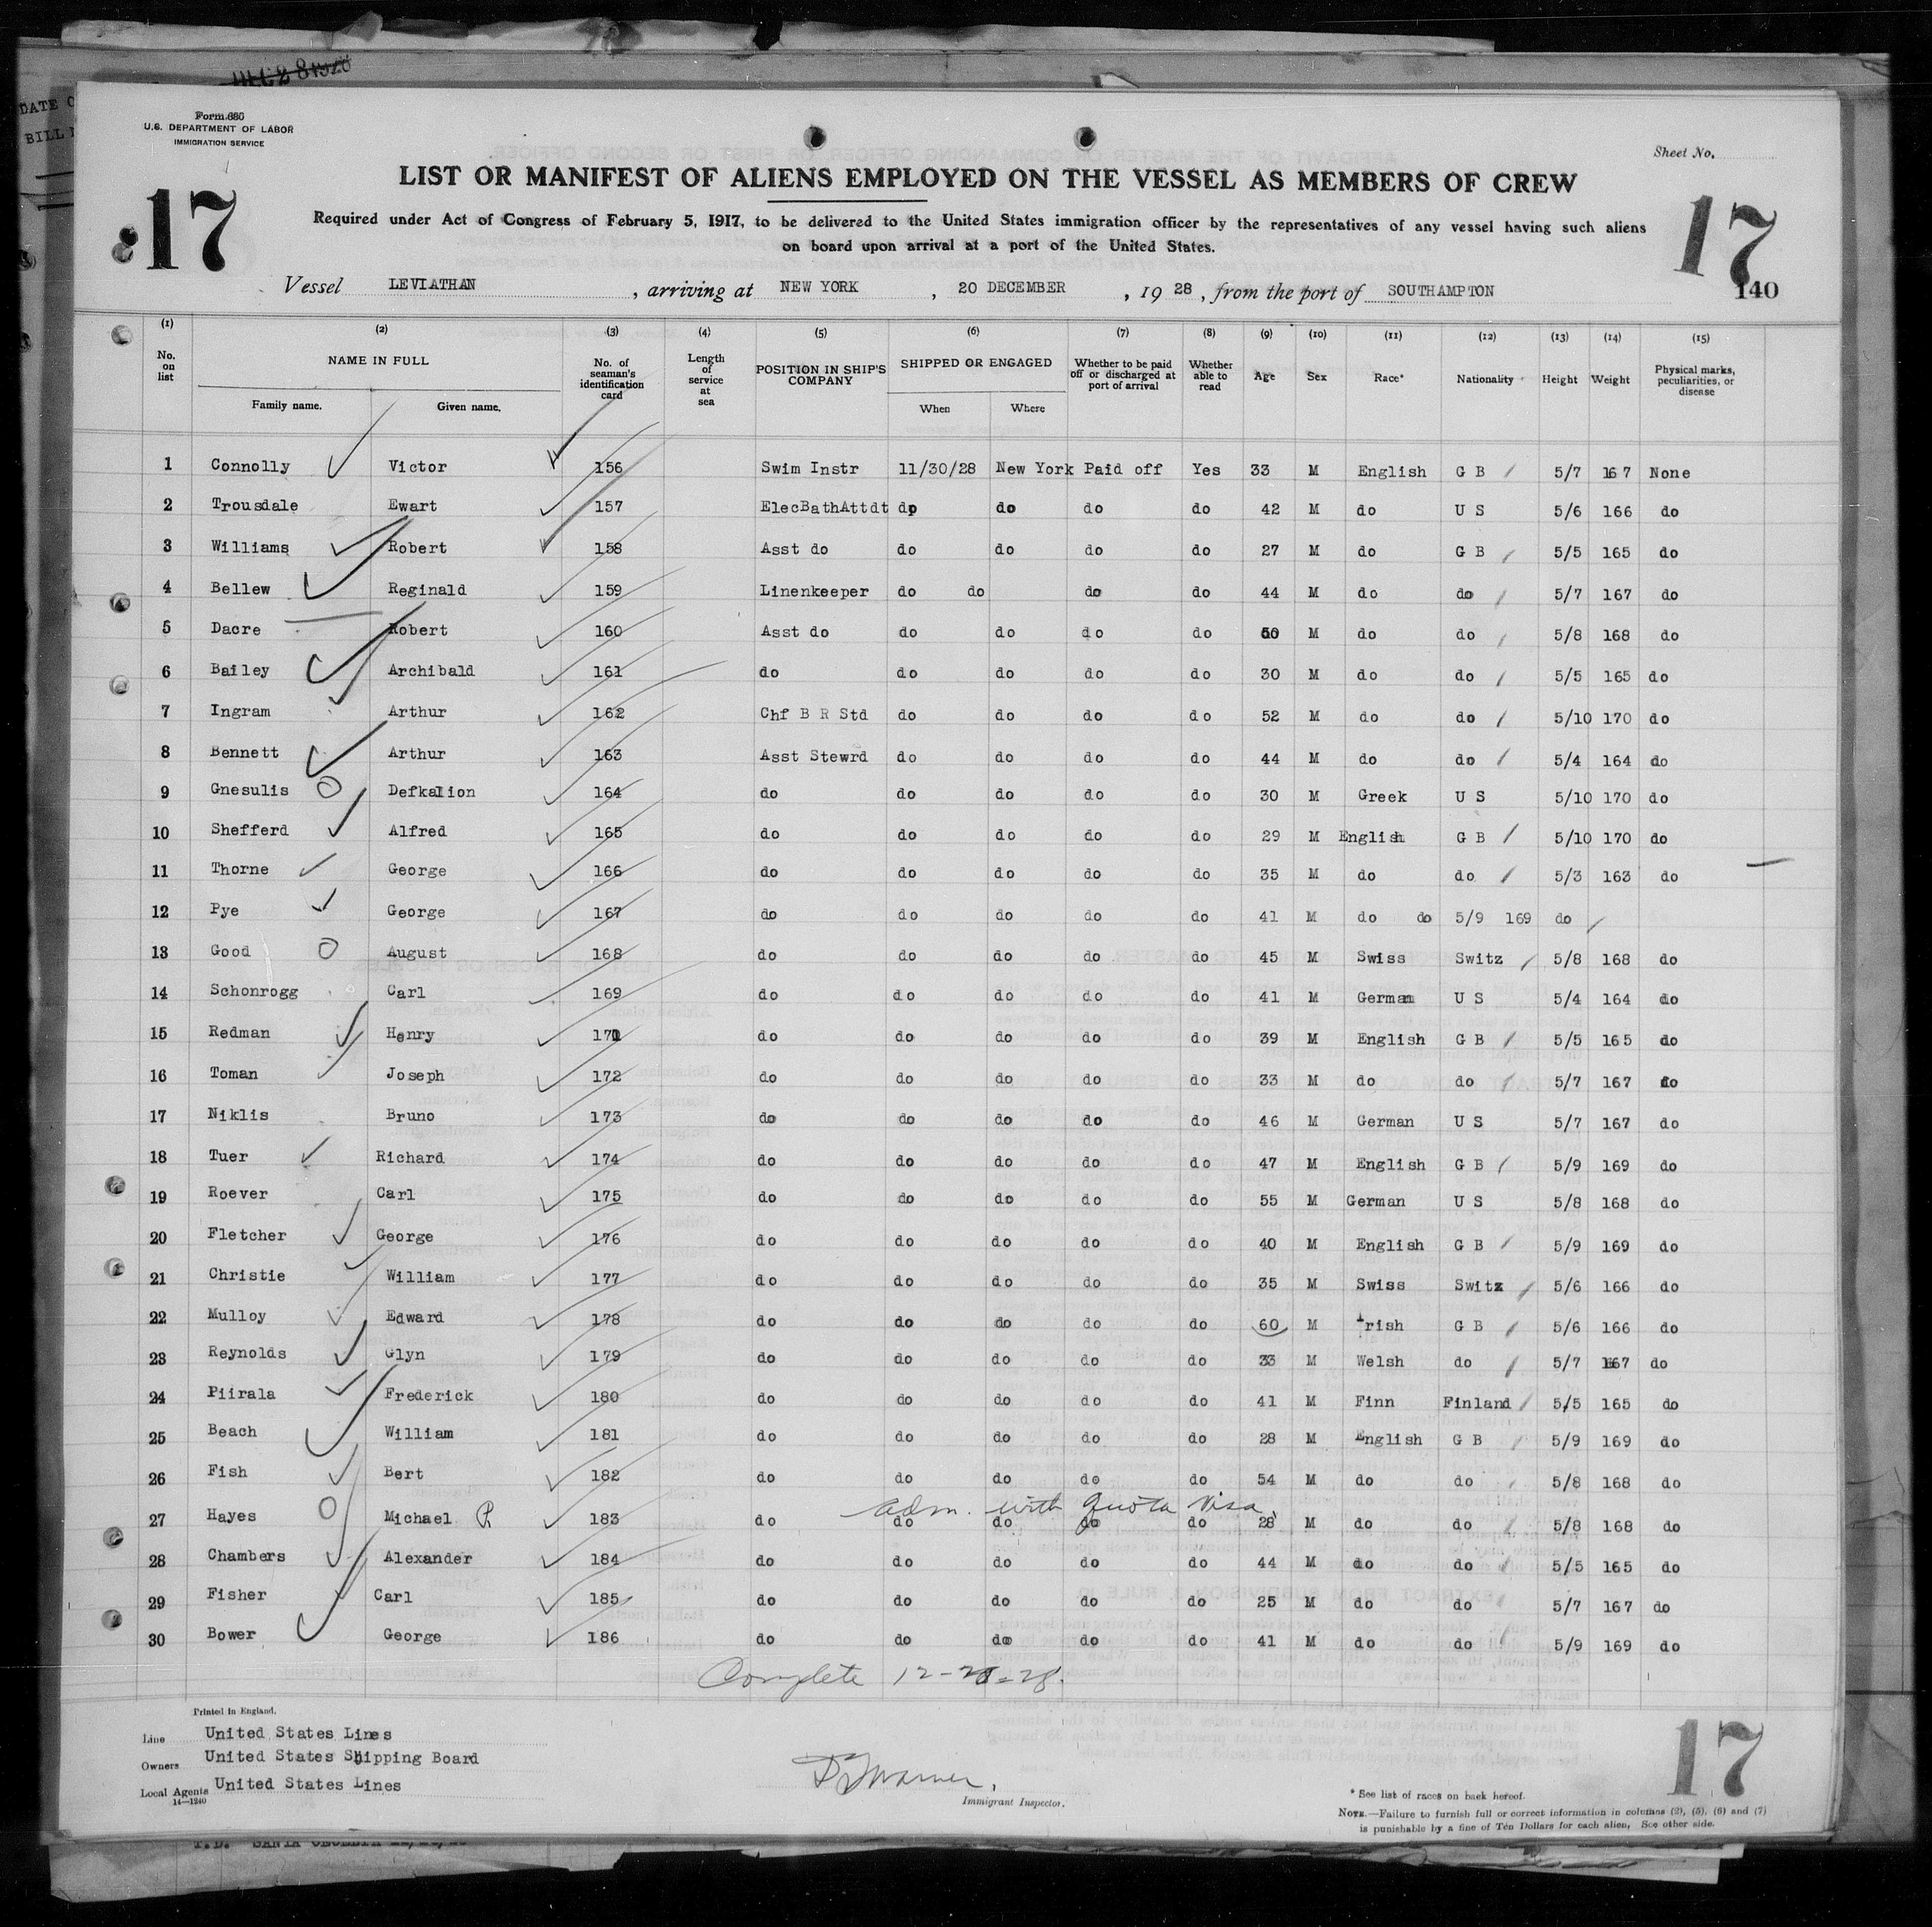 DEC 28 1928
DATE O
BILL
Form 686
U.S. DEPARTMENT OF LABOR
IMMIGRATION SERVICE
Sheet No.
LIST OR MANIFEST OF ALIENS EMPLOYED ON THE VESSEL AS MEMBERS OF CREW
17
17
Required under Act of Congress of February 5, 1917, to be delivered to the United States immigration officer by the representatives of any vessel having such aliens
on board upon arrival at a port of the United States.
140
Vessel LEVIATHAN, arriving at NEW YORK, 20 DECEMBER, 19 28, from the port of SOUTHAMPTON
(1) (2) (3) (4) (5) (6) (7) (8) (9) (10) (11) (12) (13) (14) (15)
No. on list NAME IN FULL No. of seaman's identification card Length of service at sea POSITION IN SHIP'S COMPANY SHIPPED OR ENGAGED Whether to be paid off or discharged at port of arrival Whether able to read Age Sex Race* Nationality Height Weight Physical marks, peculiarities, or disease
Family name. Given name. When Where
1 Connolly Victor 156 Swim Instr 11/30/28 New York Paid off Yes 33 M English G B 5/7 167 None
2 Trousdale Ewart 157 ElecBathAttdt do do do do 42 M do U S 5/6 166 do
3 Williams Robert 158 Asst do do do do do 27 M do G B 5/5 165 do
4 Bellew Reginald 159 Linenkeeper do do do do 44 M do do 5/7 167 do
5 Dacre Robert 160 Asst do do do do do 50 M do do 5/8 168 do
6 Bailey Archibald 161 do do do do do 30 M do do 5/5 165 do
7 Ingram Arthur 162 Chf B R Std do do do do 52 M do do 5/10 170 do
8 Bennett Arthur 163 Asst Stewrd do do do do 44 M do do 5/4 164 do
9 Gnesulis Defkalion 164 do do do do do 30 M Greek U S 5/10 170 do
10 Shefferd Alfred 165 do do do do do 29 M English G B 5/10 170 do
11 Thorne George 166 do do do do do 35 M do do 5/3 163 do
12 Pye George 167 do do do do do 41 M do do 5/9 169 do
13 Good August 168 do do do do do 45 M Swiss Switz 5/8 168 do
14 Schonrogg Carl 169 do do do do do 41 M German U S 5/4 164 do
15 Redman Henry 171 do do do do do 39 M English G B 5/5 165 do
16 Toman Joseph 172 do do do do do 33 M do do 5/7 167 do
17 Niklis Bruno 173 do do do do do 46 M German U S 5/7 167 do
18 Tuer Richard 174 do do do do do 47 M English G B 5/9 169 do
19 Roever Carl 175 do do do do do 55 M German U S 5/8 168 do
20 Fletcher George 176 do do do do do 40 M English G B 5/9 169 do
21 Christie William 177 do do do do do 35 M Swiss Switz 5/6 166 do
22 Mulloy Edward 178 do do do do do 60 M Irish G B 5/6 166 do
23 Reynolds Glyn 179 do do do do do 33 M Welsh do 5/7 167 do
24 Piirala Frederick 180 do do do do do 41 M Finn Finland 5/5 165 do
25 Beach William 181 do do do do do 28 M English G B 5/9 169 do
26 Fish Bert 182 do do do do do 54 M do do 5/8 168 do
adm. with quota visa.
27 Hayes Michael 183 do do do do do 28 M do do 5/8 168 do
28 Chambers Alexander 184 do do do do do 44 M do do 5/5 165 do
29 Fisher Carl 185 do do do do do 25 M do do 5/7 167 do
30 Bower George 186 do do do do do 41 M do do 5/9 169 do
Complete 12-28-28.
Printed in England.
Line United States Lines
Owners United States Shipping Board
Local Agents United States Lines
14-1240
Immigrant Inspector.
17
* See list of races on back hereof.
NOTE.—Failure to furnish full or correct information in columns (2), (5), (6) and (7)
is punishable by a fine of Ten Dollars for each alien. See other side.